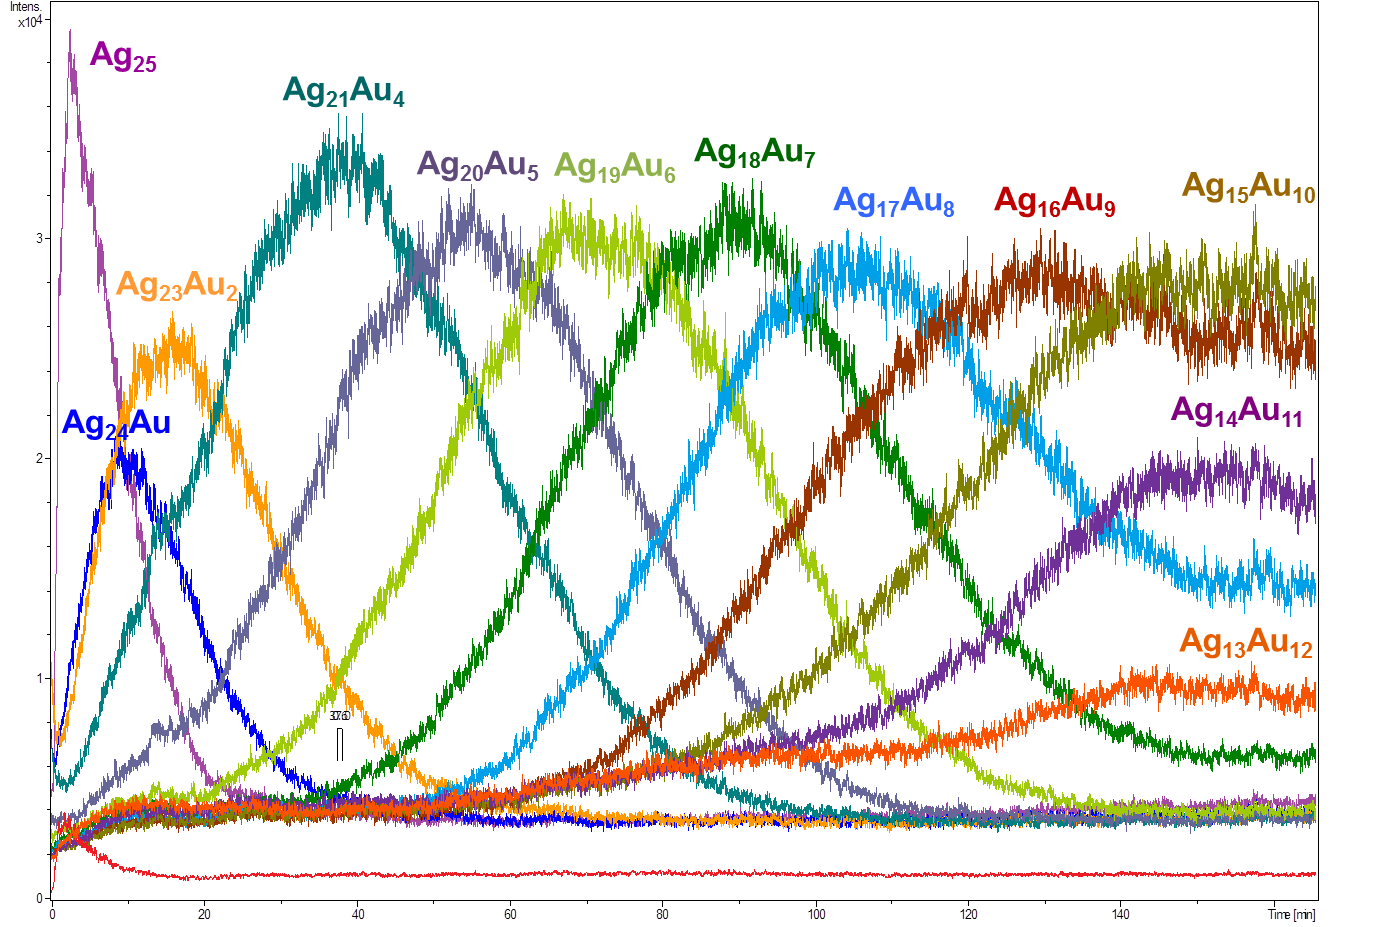 Intens.
x10⁴
Ag₂₅
Ag₂₁Au₄
Ag₂₀Au₅
Ag₁₉Au₆
Ag₁₈Au₇
Ag₁₇Au₈
Ag₁₆Au₉
Ag₁₅Au₁₀
3
Ag₂₃Au₂
Ag₂₄Au
Ag₁₄Au₁₁
2
Ag₁₃Au₁₂
1
0
0
20
40
60
80
100
120
140
Time [min]